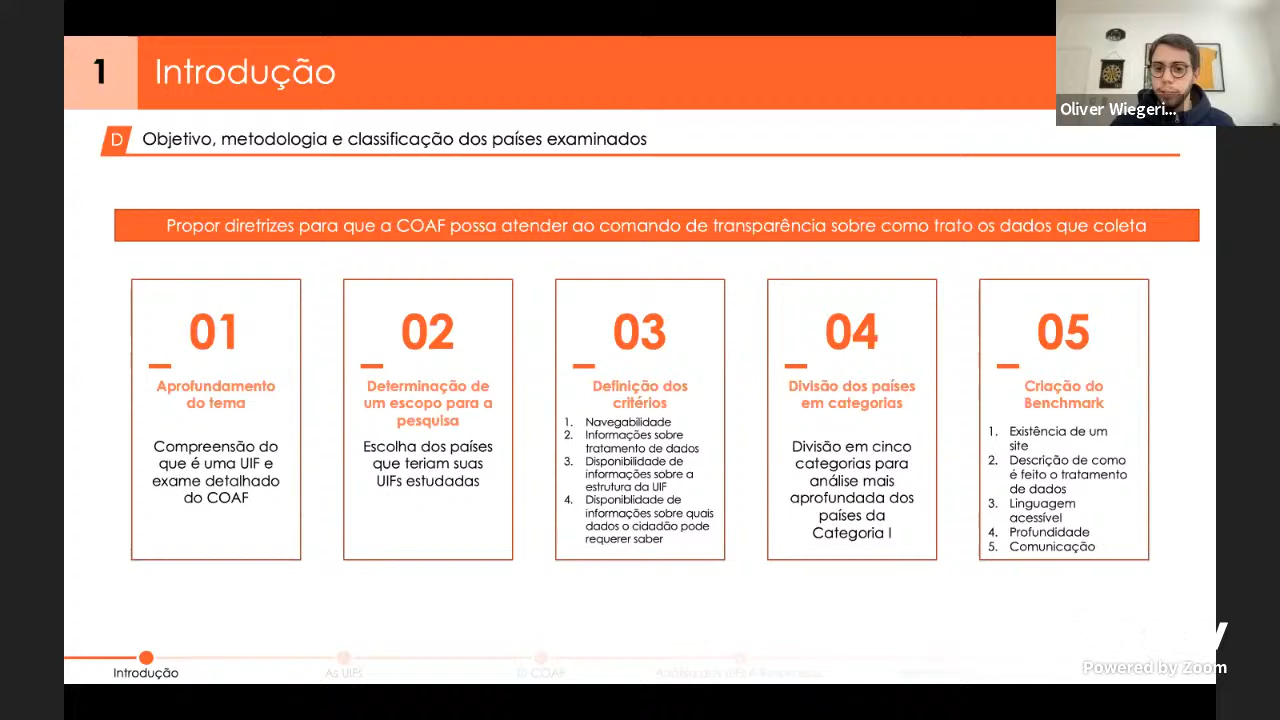 1
Introdução
Oliver Wiegeri...
D
Objetivo, metodologia e classificação dos países examinados
Propor diretrizes para que a COAF possa atender ao comando de transparência sobre como trato os dados que coleta
01
Aprofundamento
do tema
Compreensão do
que é uma UIF e
exame detalhado
do COAF
02
Determinação de
um escopo para a
pesquisa
Escolha dos países
que teriam suas
UIFs estudadas
03
Definição dos
critérios
1. Navegabilidade
2. Informações sobre
tratamento de dados
3. Disponibilidade de
informações sobre a
estrutura da UIF
4. Disponiblidade de
informações sobre quais
dados o cidadão pode
requerer saber
04
Divisão dos países
em categorias
Divisão em cinco
categorias para
análise mais
aprofundada dos
países da
Categoria I
05
Criação do
Benchmark
1. Existência de um
site
2. Descrição de como
é feito o tratamento
de dados
3. Linguagem
acessível
4. Profundidade
5. Comunicação
Introdução
As UIFs
O COAF
Powered by Zoom